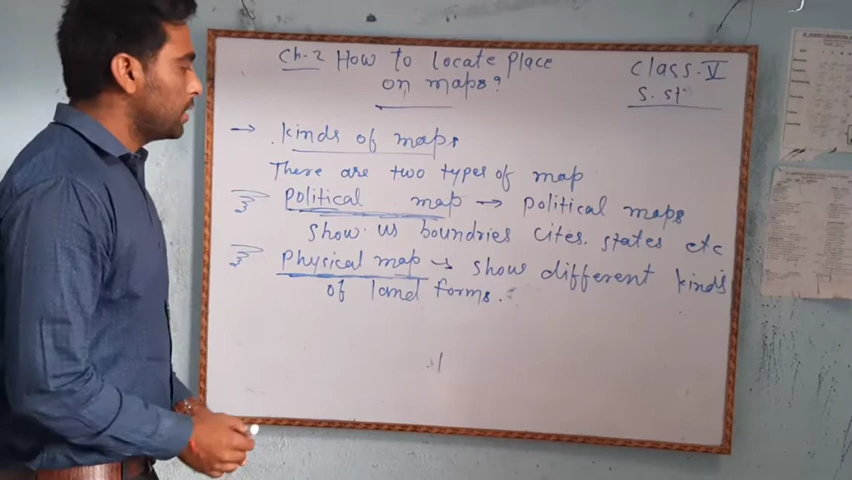 Ch-2 How to Locate Place
on maps?
Class-V
S.st
→ kinds of maps
There are two types of map
Political map → political maps
show us boundries cites. states etc
Physical map → show different kinds
of land forms.